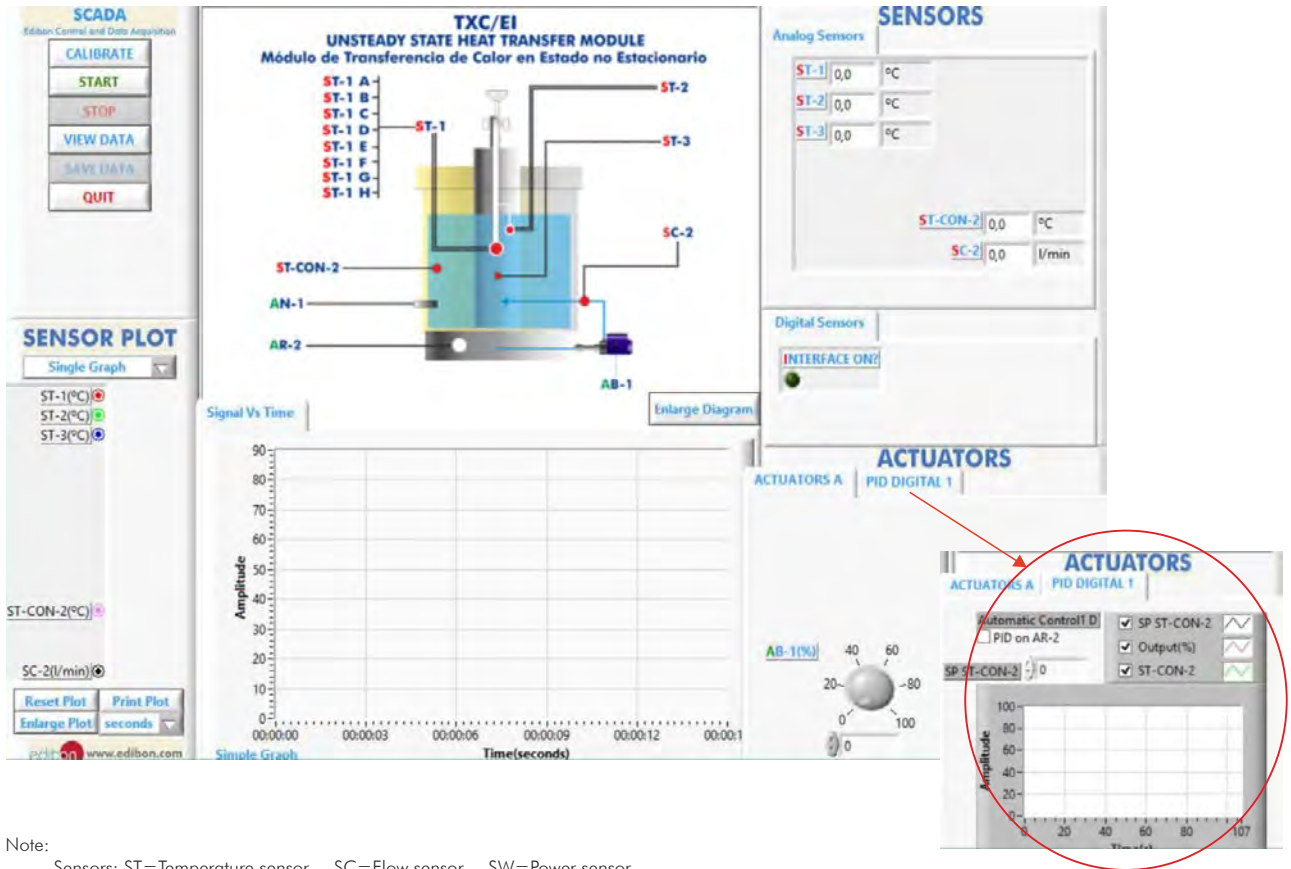 SCADA
Edibon Control and Data Acquisition
CALIBRATE
START
STOP
VIEW DATA
SAVE DATA
QUIT
TXC/EI
UNSTEADY STATE HEAT TRANSFER MODULE
Módulo de Transferencia de Calor en Estado no Estacionario
ST-1 A
ST-1 B
ST-1 C
ST-1 D
ST-1 E
ST-1 F
ST-1 G
ST-1 H
ST-1
ST-2
ST-3
SC-2
ST-CON-2
AN-1
AR-2
AB-1
Enlarge Diagram
SENSORS
Analog Sensors
ST-1 0,0 ºC
ST-2 0,0 ºC
ST-3 0,0 ºC
ST-CON-2 0,0 ºC
SC-2 0,0 l/min
Digital Sensors
INTERFACE ON?
SENSOR PLOT
Single Graph
ST-1(ºC)
ST-2(ºC)
ST-3(ºC)
ST-CON-2(ºC)
SC-2(l/min)
Reset Plot Print Plot
Enlarge Plot seconds
edibon www.edibon.com
Signal Vs Time
Amplitude
90
80
70
60
50
40
30
20
10
0
00:00:00 00:00:03 00:00:06 00:00:09 00:00:12 00:00:1
Simple Graph Time(seconds)
ACTUATORS
ACTUATORS A PID DIGITAL 1
AB-1(%)
0 20 40 60 80 100
0
ACTUATORS
ACTUATORS A PID DIGITAL 1
Automatic Control1 D
PID on AR-2
SP ST-CON-2 0
SP ST-CON-2
Output(%)
ST-CON-2
Amplitude
100
80
60
40
20
0
0 20 40 60 80 107
Time(s)
Note:
Sensors: ST=Temperature sensor SC=Flow sensor SW=Power sensor